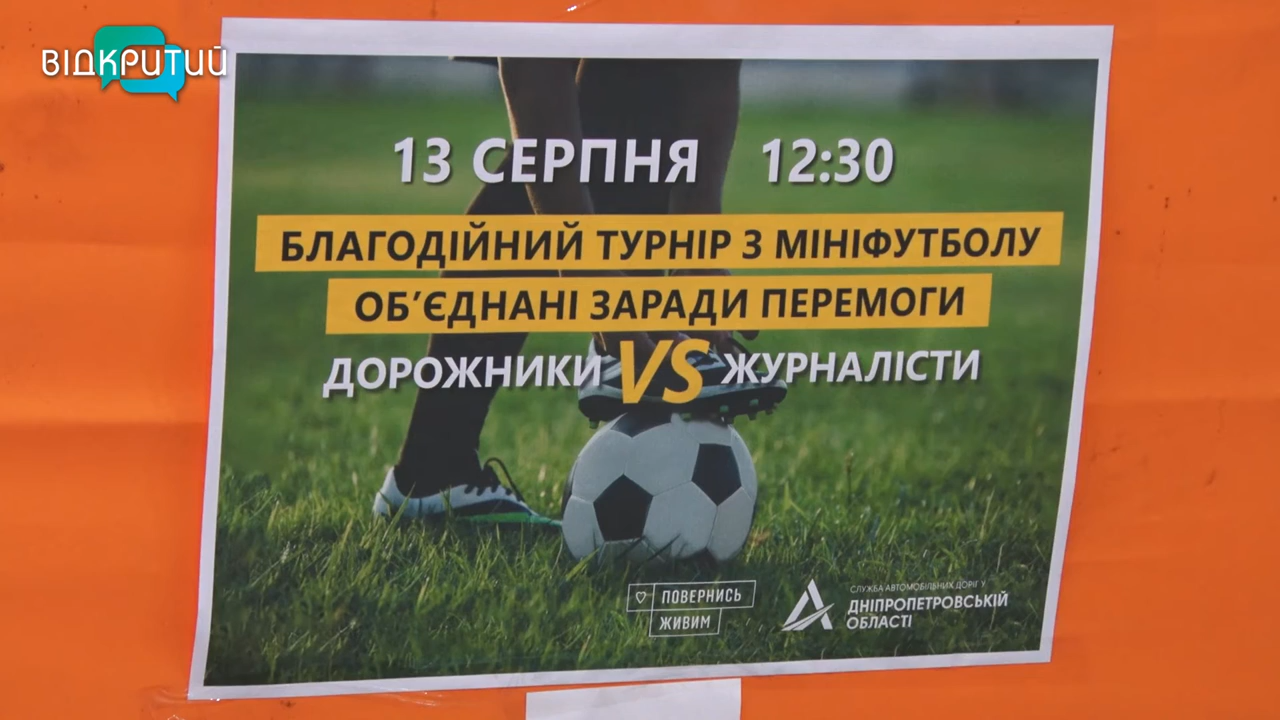 ВІДКРИТИЙ
13 СЕРПНЯ 12:30
БЛАГОДІЙНИЙ ТУРНІР З МІНІФУТБОЛУ
ОБ’ЄДНАНІ ЗАРАДИ ПЕРЕМОГИ
ДОРОЖНИКИ VS ЖУРНАЛІСТИ
ПОВЕРНИСЬ
ЖИВИМ
СЛУЖБА АВТОМОБІЛЬНИХ ДОРІГ У
ДНІПРОПЕТРОВСЬКІЙ
ОБЛАСТІ